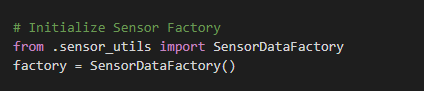 # Initialize Sensor Factory
from .sensor_utils import SensorDataFactory
factory = SensorDataFactory()